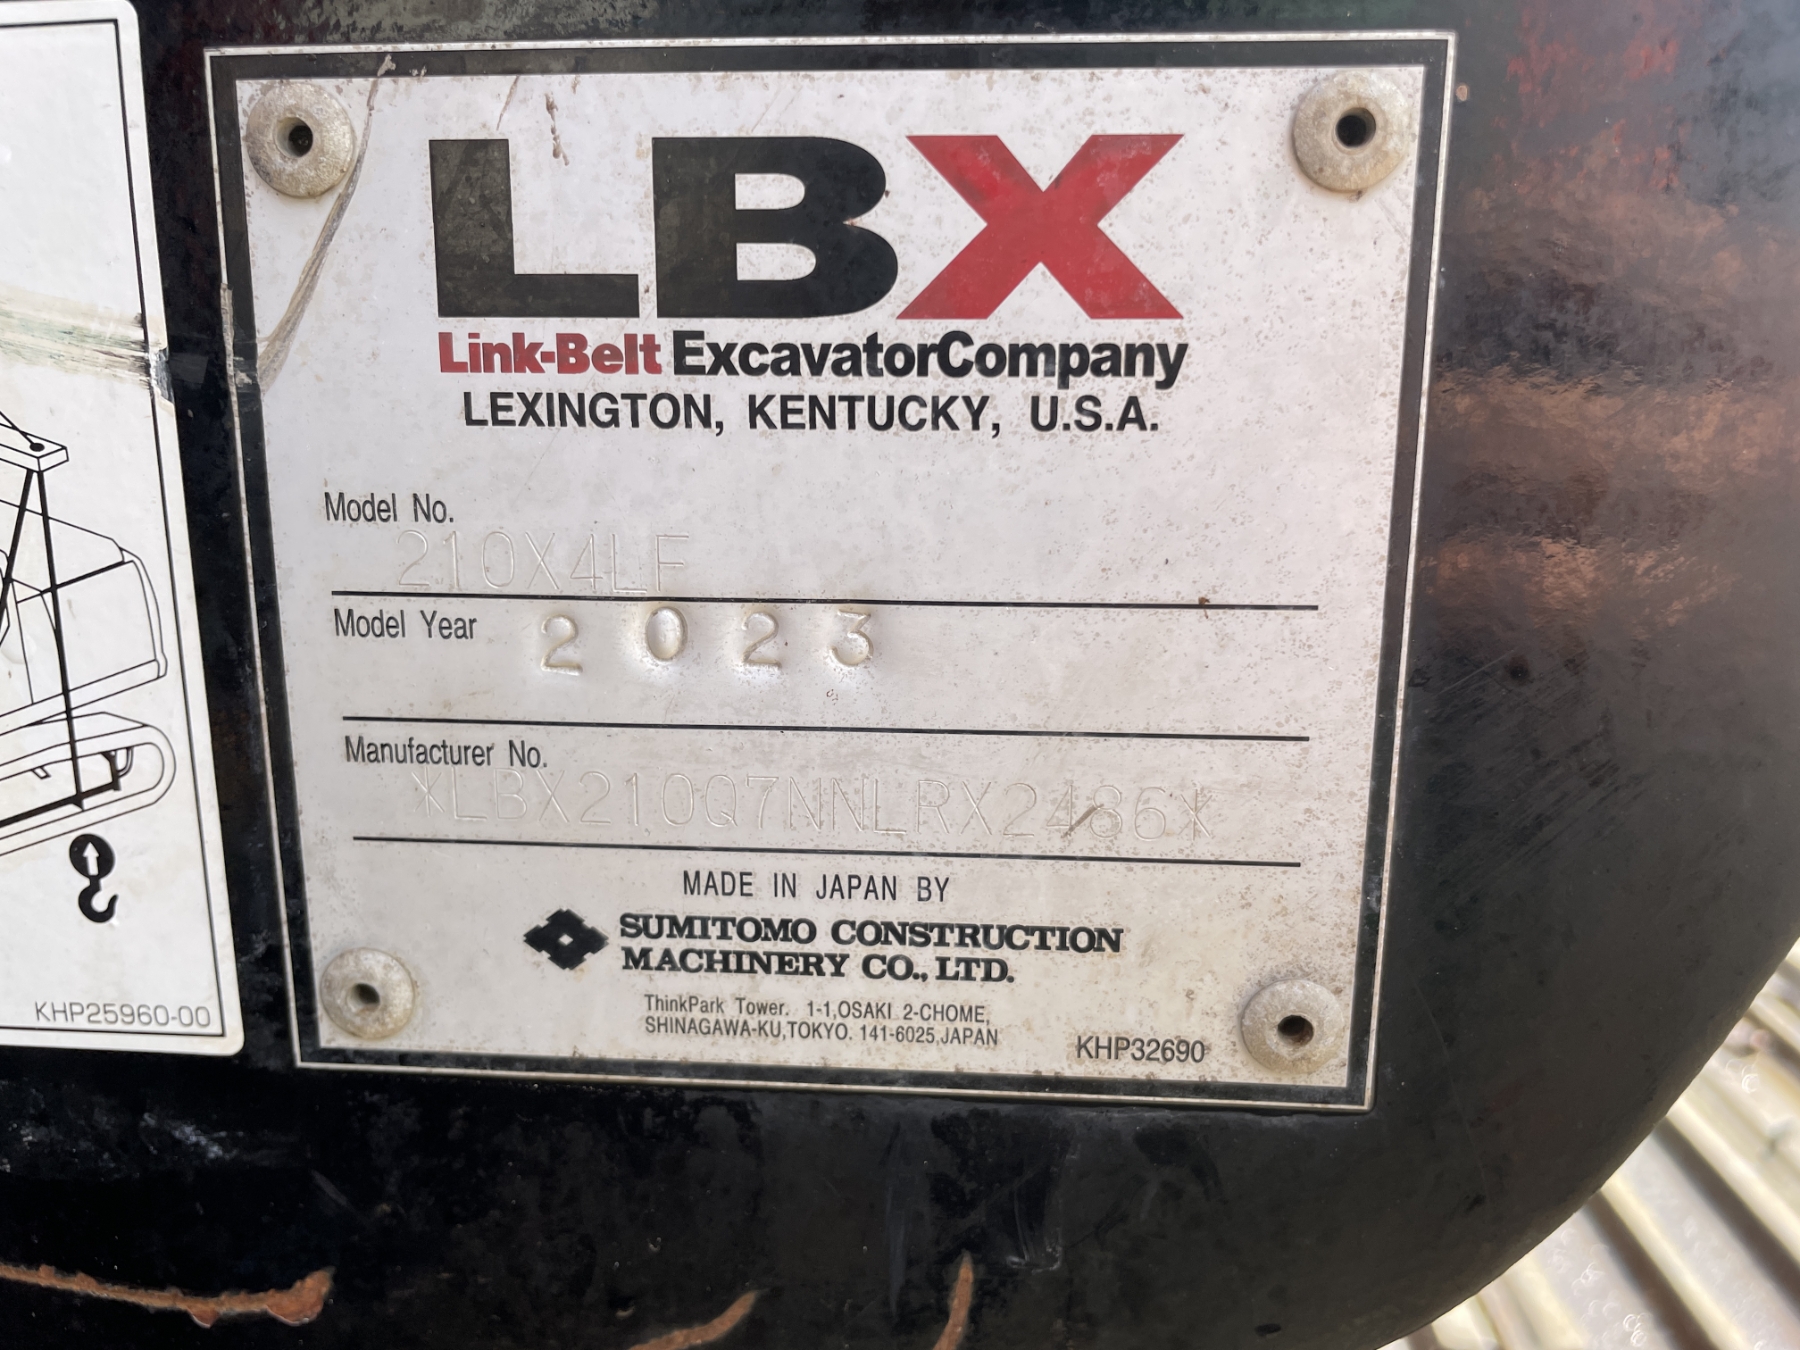 LBX
Link-Belt ExcavatorCompany
LEXINGTON, KENTUCKY, U.S.A.
Model No.
210X4LF
Model Year 2023
Manufacturer No.
*LBX210Q7NNLRX2486*
MADE IN JAPAN BY
SUMITOMO CONSTRUCTION
MACHINERY CO., LTD.
ThinkPark Tower. 1-1,OSAKI 2-CHOME,
SHINAGAWA-KU,TOKYO. 141-6025,JAPAN
KHP32690
KHP25960-00